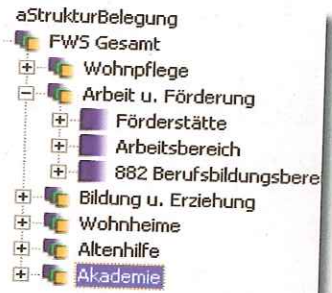 aStrukturBelegung
FWS Gesamt
Wohnpflege
Arbeit u. Förderung
Förderstätte
Arbeitsbereich
882 Berufsbildungsbere
Bildung u. Erziehung
Wohnheime
Altenhilfe
Akademie